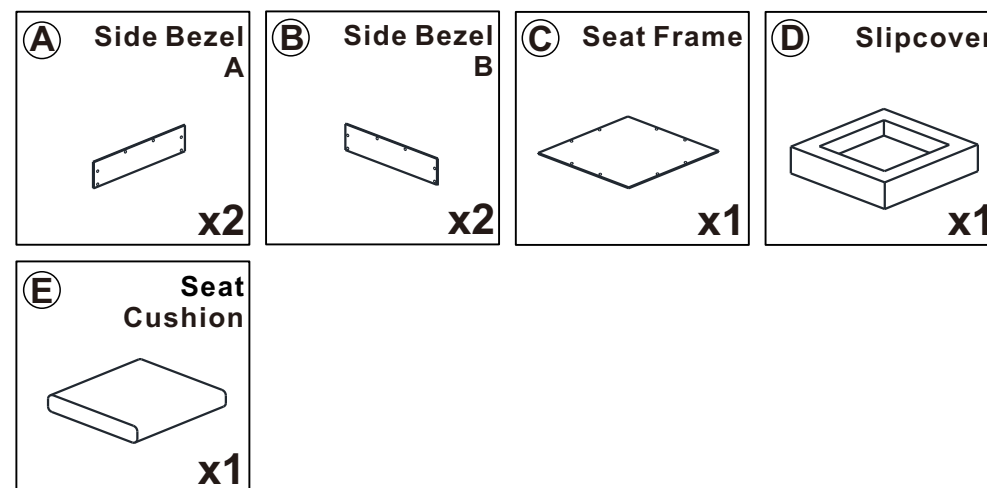 A Side Bezel
A
x2
B Side Bezel
B
x2
C Seat Frame
x1
D Slipcover
x1
E Seat
Cushion
x1